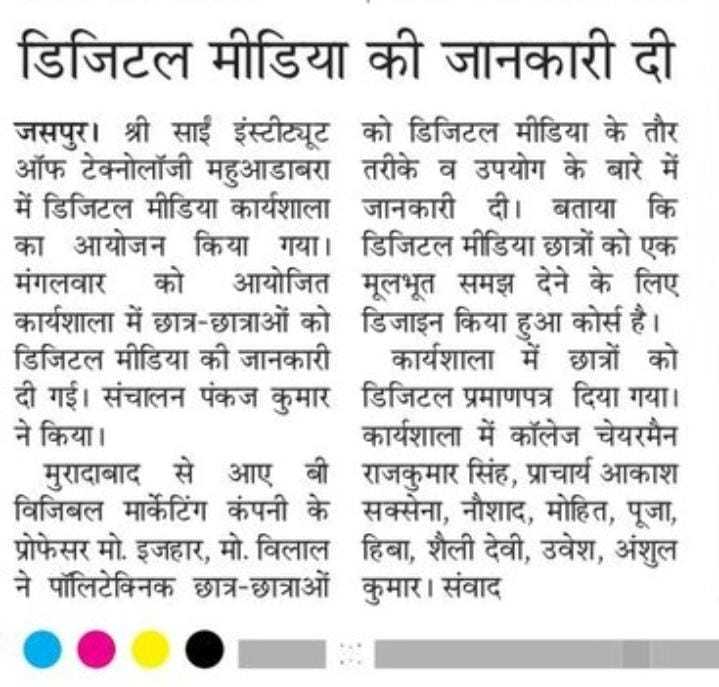 डिजिटल मीडिया की जानकारी दी
जसपुर। श्री साईं इंस्टीट्यूट
ऑफ टेक्नोलॉजी महुआडाबरा
में डिजिटल मीडिया कार्यशाला
का आयोजन किया गया।
मंगलवार को आयोजित
कार्यशाला में छात्र-छात्राओं को
डिजिटल मीडिया की जानकारी
दी गई। संचालन पंकज कुमार
ने किया।
मुरादाबाद से आए बी
विजिबल मार्केटिंग कंपनी के
प्रोफेसर मो. इजहार, मो. विलाल
ने पॉलिटेक्निक छात्र-छात्राओं
को डिजिटल मीडिया के तौर
तरीके व उपयोग के बारे में
जानकारी दी। बताया कि
डिजिटल मीडिया छात्रों को एक
मूलभूत समझ देने के लिए
डिजाइन किया हुआ कोर्स है।
कार्यशाला में छात्रों को
डिजिटल प्रमाणपत्र दिया गया।
कार्यशाला में कॉलेज चेयरमैन
राजकुमार सिंह, प्राचार्य आकाश
सक्सेना, नौशाद, मोहित, पूजा,
हिबा, शैली देवी, उवेश, अंशुल
कुमार। संवाद